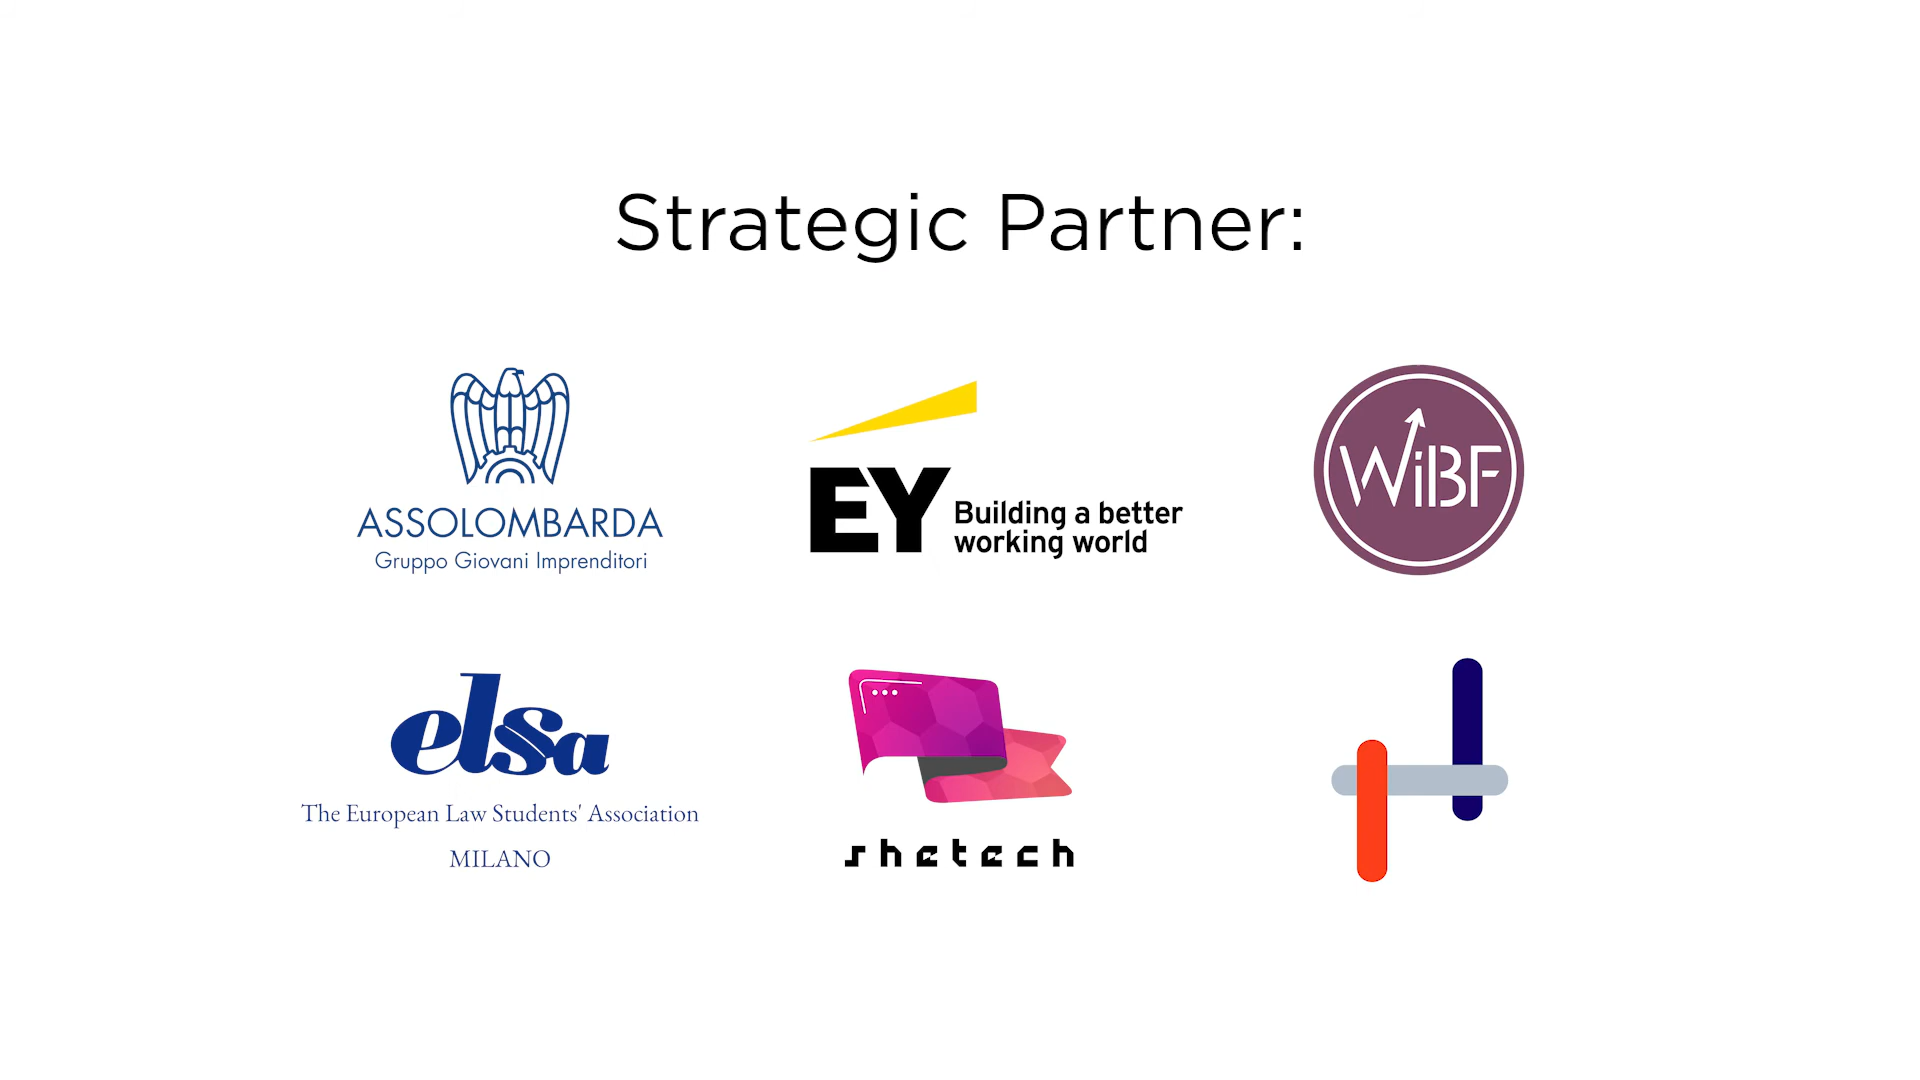 Strategic Partner:
ASSOLOMBARDA
Gruppo Giovani Imprenditori
EY
Building a better
working world
WiBF
elsa
The European Law Students' Association
MILANO
shetech